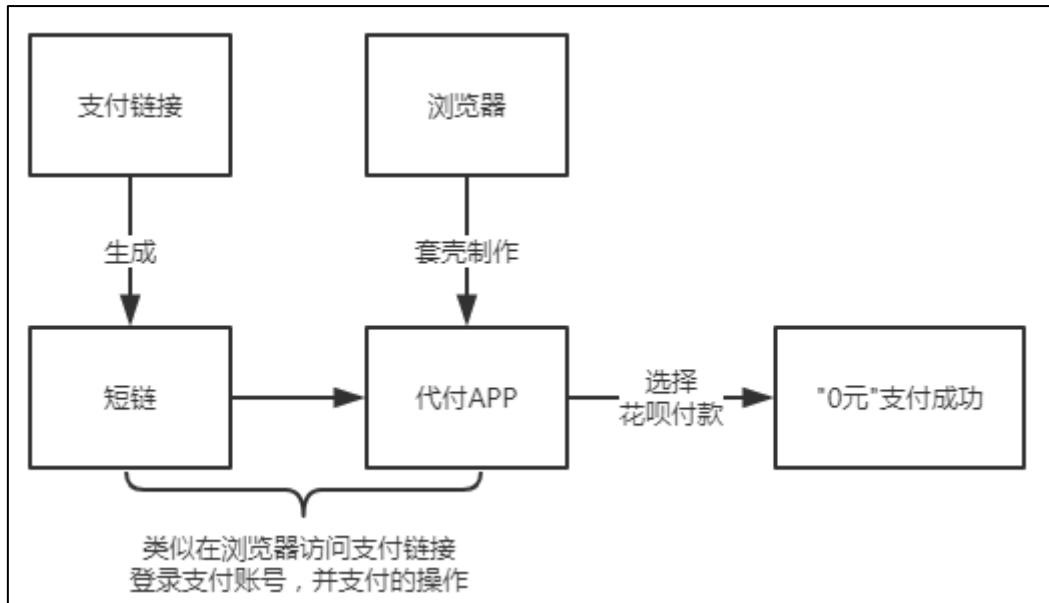 支付链接
浏览器
生成
套壳制作
短链
代付APP
选择
花呗付款
"0元"支付成功
类似在浏览器访问支付链接
登录支付账号，并支付的操作